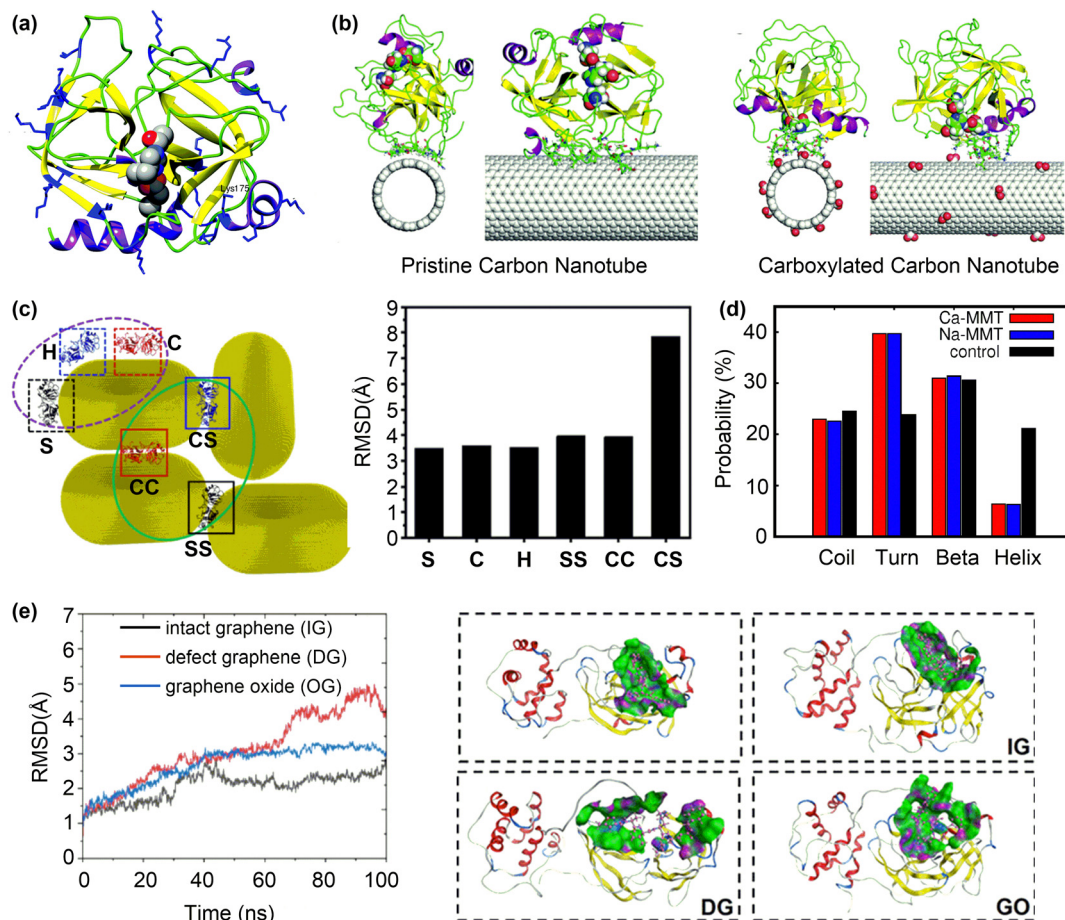 (a)
Lys175
(b)
Pristine Carbon Nanotube
Carboxylated Carbon Nanotube
(c)
H
C
S
CS
CC
SS
RMSD(Å)
9
8
7
6
5
4
3
2
1
0
S C H SS CC CS
(d)
Probability (%)
40
30
20
10
0
Ca-MMT
Na-MMT
control
Coil Turn Beta Helix
(e)
RMSD(Å)
7
6
5
4
3
2
1
0
intact graphene (IG)
defect graphene (DG)
graphene oxide (OG)
0 20 40 60 80 100
Time (ns)
IG
DG
GO